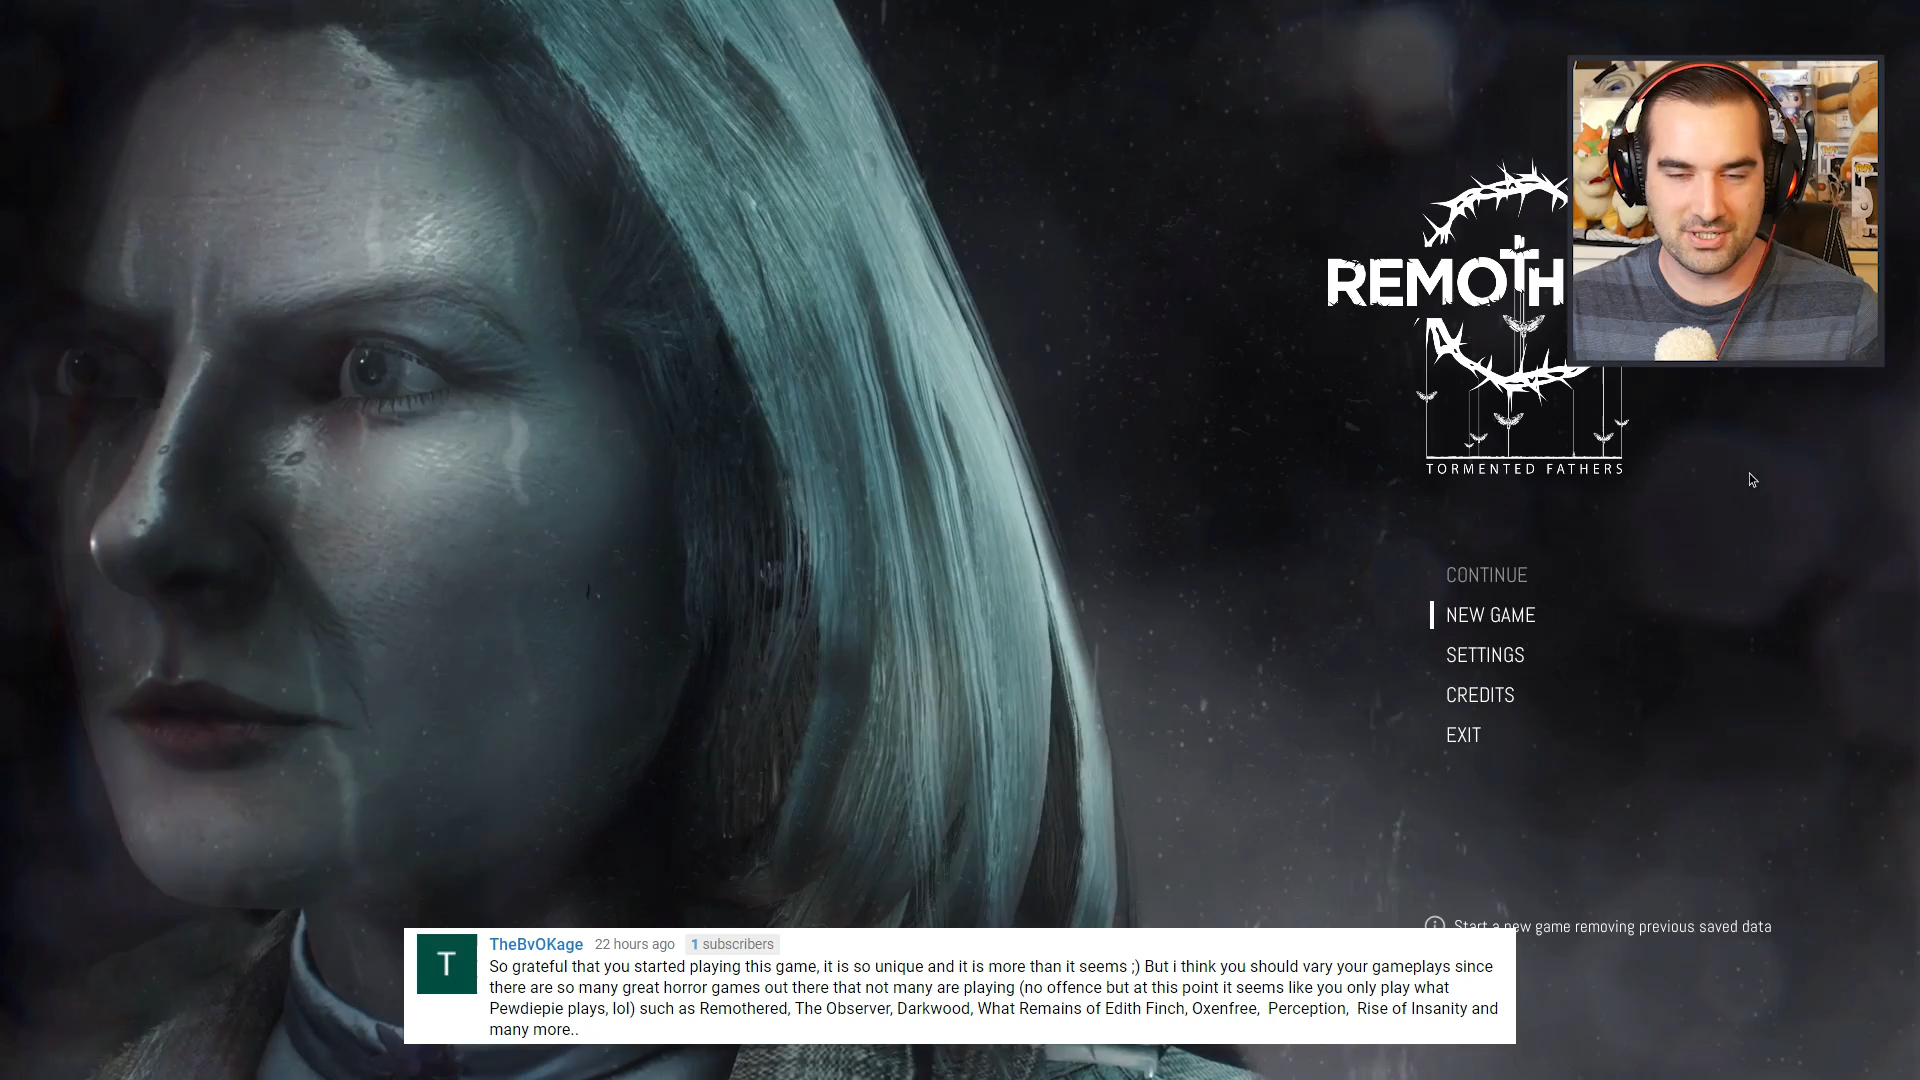 REMOTH
TORMENTED FATHERS
CONTINUE
NEW GAME
SETTINGS
CREDITS
EXIT
Start a new game removing previous saved data
T
TheBvOKage 22 hours ago 1 subscribers
So grateful that you started playing this game, it is so unique and it is more than it seems ;) But i think you should vary your gameplays since
there are so many great horror games out there that not many are playing (no offence but at this point it seems like you only play what
Pewdiepie plays, lol) such as Remothered, The Observer, Darkwood, What Remains of Edith Finch, Oxenfree, Perception, Rise of Insanity and
many more..